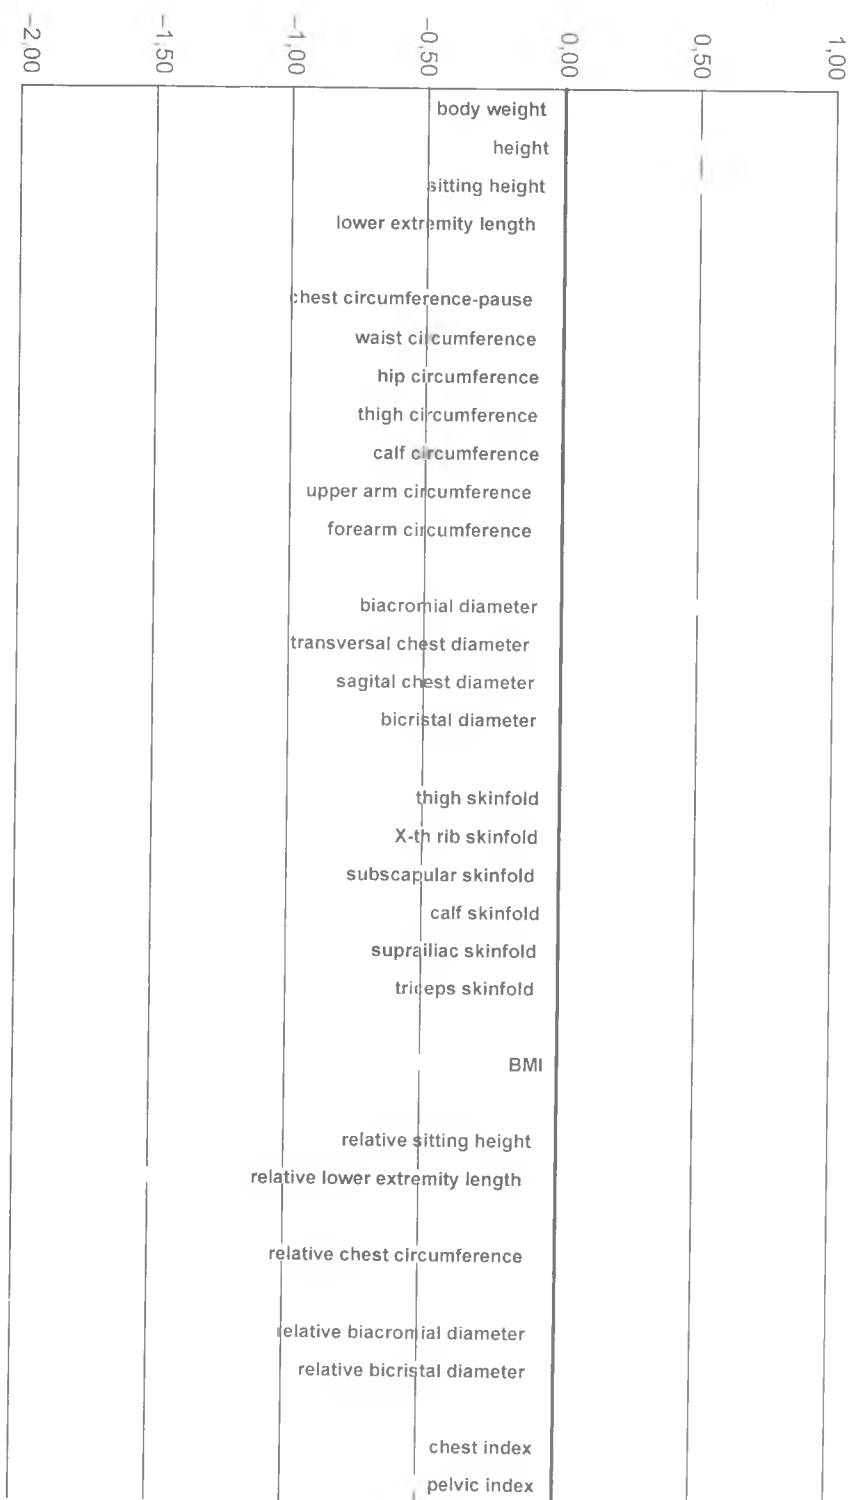 -2,00
-1,50
-1,00
-0,50
0,00
0,50
1,00
body weight
height
sitting height
lower extremity length
chest circumference-pause
waist circumference
hip circumference
thigh circumference
calf circumference
upper arm circumference
forearm circumference
biacromial diameter
transversal chest diameter
sagital chest diameter
bicristal diameter
thigh skinfold
X-th rib skinfold
subscapular skinfold
calf skinfold
suprailiac skinfold
triceps skinfold
BMI
relative sitting height
relative lower extremity length
relative chest circumference
relative biacromial diameter
relative bicristal diameter
chest index
pelvic index